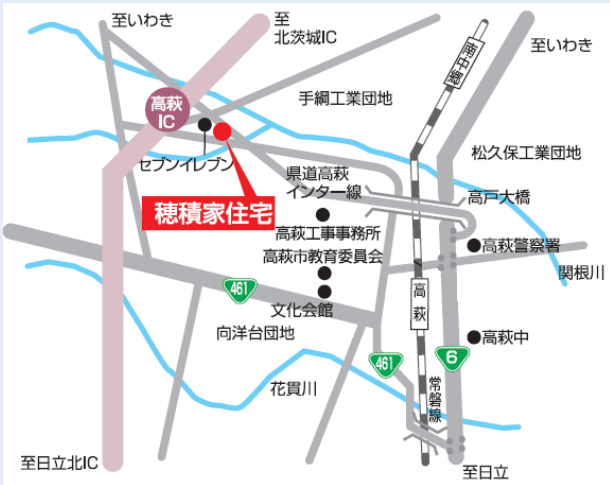 至いわき
至
北茨城IC
至いわき
南中郷
高萩
IC
手綱工業団地
セブンイレブン
松久保工業団地
県道高萩
インター線
高戸大橋
穂積家住宅
高萩工事事務所
高萩警察署
高萩市教育委員会
関根川
461
高萩
文化会館
向洋台団地
高萩中
461
6
花貫川
常磐線
至日立北IC
至日立